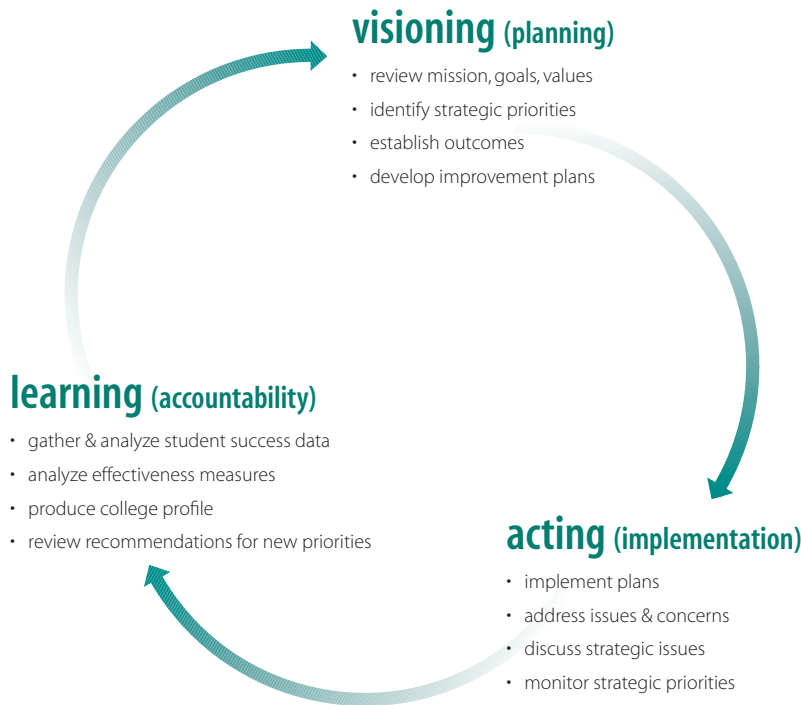 visioning (planning)
• review mission, goals, values
• identify strategic priorities
• establish outcomes
• develop improvement plans
learning (accountability)
• gather & analyze student success data
• analyze effectiveness measures
• produce college profile
• review recommendations for new priorities
acting (implementation)
• implement plans
• address issues & concerns
• discuss strategic issues
• monitor strategic priorities